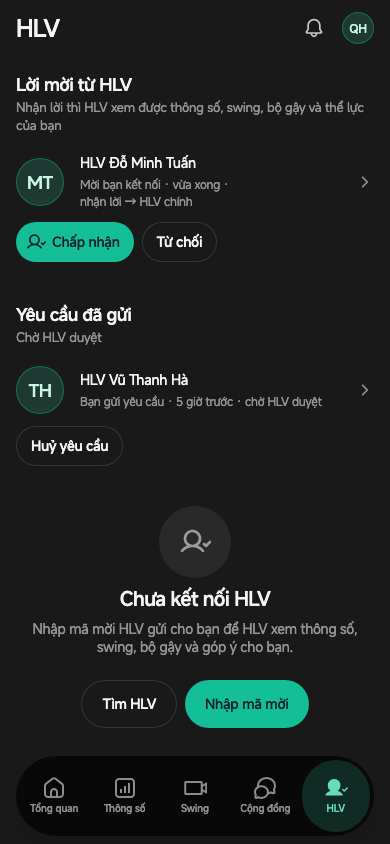 HLV
QH
Lời mời từ HLV
Nhận lời thì HLV xem được thông số, swing, bộ gậy và thể lực
của bạn
MT
HLV Đỗ Minh Tuấn
Mời bạn kết nối · vừa xong ·
nhận lời → HLV chính
Chấp nhận
Từ chối
Yêu cầu đã gửi
Chờ HLV duyệt
TH
HLV Vũ Thanh Hà
Bạn gửi yêu cầu · 5 giờ trước · chờ HLV duyệt
Huỷ yêu cầu
Chưa kết nối HLV
Nhập mã mời HLV gửi cho bạn để HLV xem thông số,
swing, bộ gậy và góp ý cho bạn.
Tìm HLV
Nhập mã mời
Tổng quan
Thông số
Swing
Cộng đồng
HLV